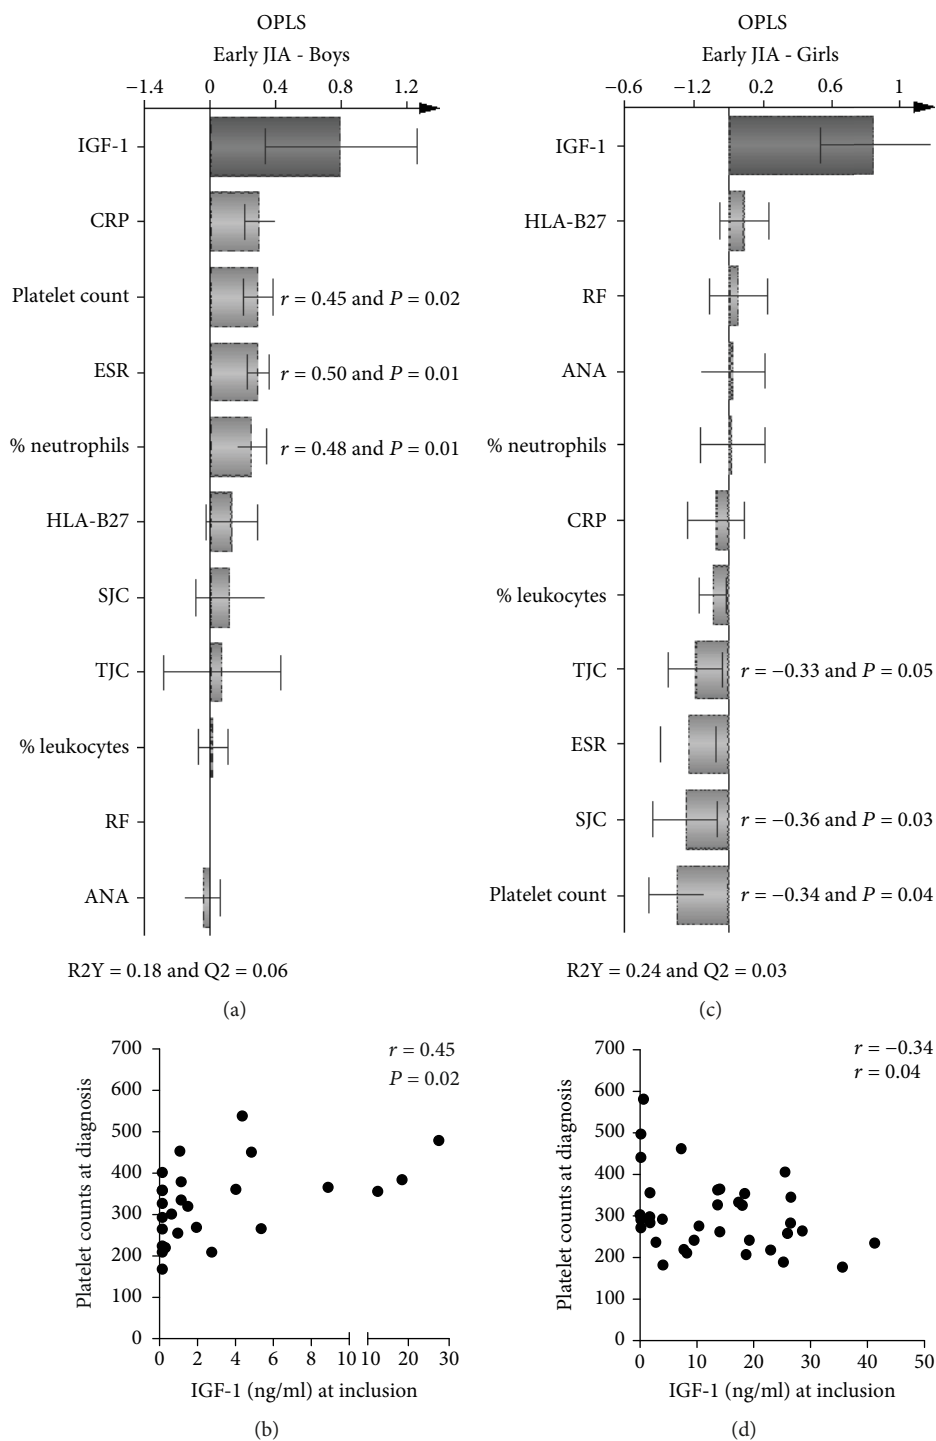 OPLS
Early JIA - Boys
−1.4 0 0.4 0.8 1.2
IGF-1
CRP
Platelet count r = 0.45 and P = 0.02
ESR r = 0.50 and P = 0.01
% neutrophils r = 0.48 and P = 0.01
HLA-B27
SJC
TJC
% leukocytes
RF
ANA
R2Y = 0.18 and Q2 = 0.06
(a)
OPLS
Early JIA - Girls
−0.6 −1.2 0.2 0.6 1
IGF-1
HLA-B27
RF
ANA
% neutrophils
CRP
% leukocytes
TJC r = −0.33 and P = 0.05
ESR
SJC r = −0.36 and P = 0.03
Platelet count r = −0.34 and P = 0.04
R2Y = 0.24 and Q2 = 0.03
(c)
r = 0.45
P = 0.02
Platelet counts at diagnosis
700
600
500
400
300
200
100
0
0 2 4 6 8 10 10 20 30
IGF-1 (ng/ml) at inclusion
(b)
r = −0.34
r = 0.04
Platelet counts at diagnosis
700
600
500
400
300
200
100
0
0 10 20 30 40 50
IGF-1 (ng/ml) at inclusion
(d)